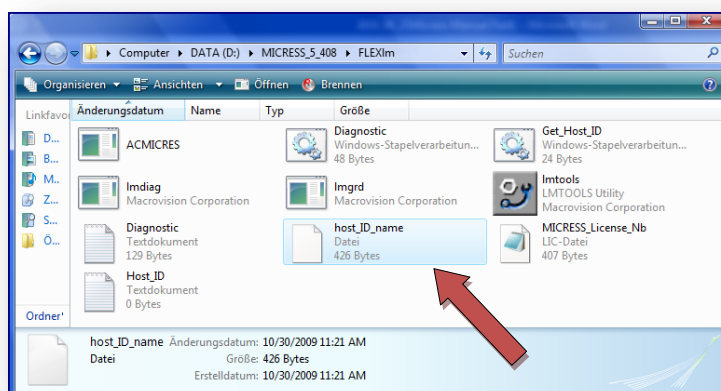 Computer ▸ DATA (D:) ▸ MICRESS_5_408 ▸ FLEXlm
Suchen
Organisieren Ansichten Öffnen Brennen
Linkfavo
Änderungsdatum Name Typ Größe
D...
B...
M..
Z...
S...
Ö...
Ordner
ACMICRES
Diagnostic
Windows-Stapelverarbeitun...
48 Bytes
Get_Host_ID
Windows-Stapelverarbeitun...
24 Bytes
lmdiag
Macrovision Corporation
lmgrd
Macrovision Corporation
lmtools
LMTOOLS Utility
Macrovision Corporation
Diagnostic
Textdokument
129 Bytes
host_ID_name
Datei
426 Bytes
MICRESS_License_Nb
LIC-Datei
407 Bytes
Host_ID
Textdokument
0 Bytes
host_ID_name Änderungsdatum: 10/30/2009 11:21 AM
Datei Größe: 426 Bytes
Erstelldatum: 10/30/2009 11:21 AM